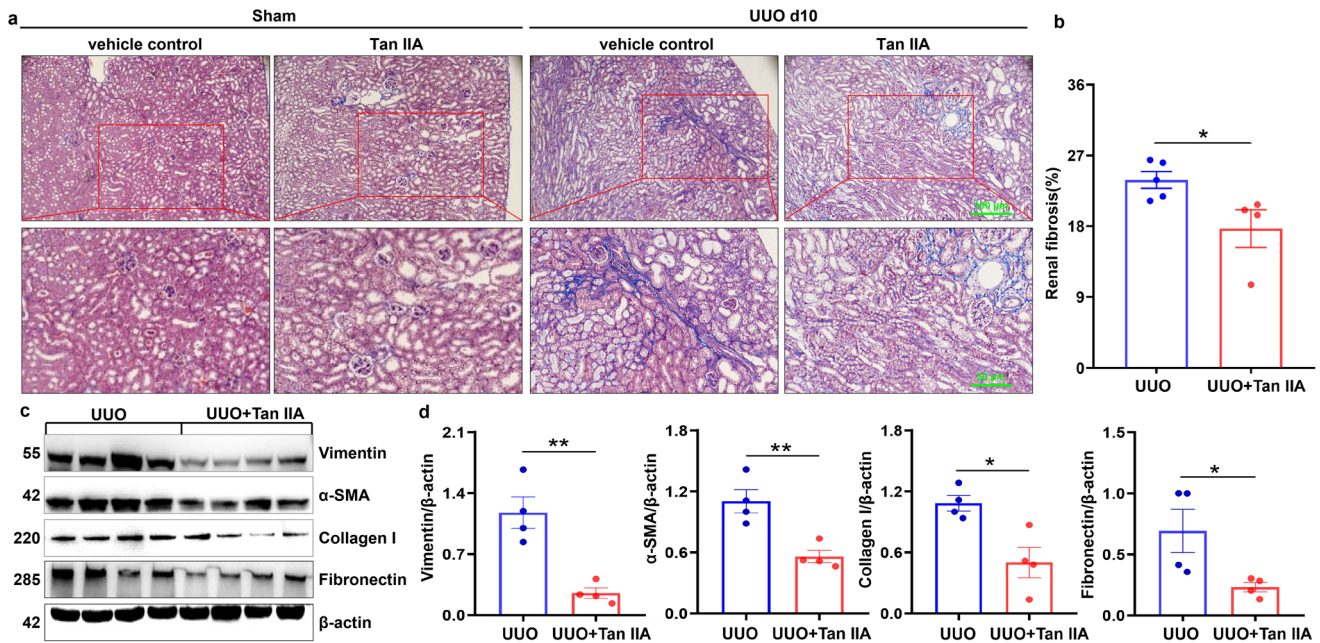 a
Sham
UUO d10
vehicle control
Tan IIA
vehicle control
Tan IIA
100 μm
b
Renal fibrosis(%)
36
27
18
9
0
*
UUO
UUO+Tan IIA
c
UUO
UUO+Tan IIA
55
Vimentin
42
α-SMA
220
Collagen I
285
Fibronectin
42
β-actin
d
Vimentin/β-actin
2.1
1.4
0.7
0.0
**
UUO
UUO+Tan IIA
α-SMA/β-actin
1.8
1.2
0.6
0.0
**
UUO
UUO+Tan IIA
Collagen I/β-actin
1.8
1.2
0.6
0.0
*
UUO
UUO+Tan IIA
Fibronectin/β-actin
1.5
1.0
0.5
0.0
*
UUO
UUO+Tan IIA